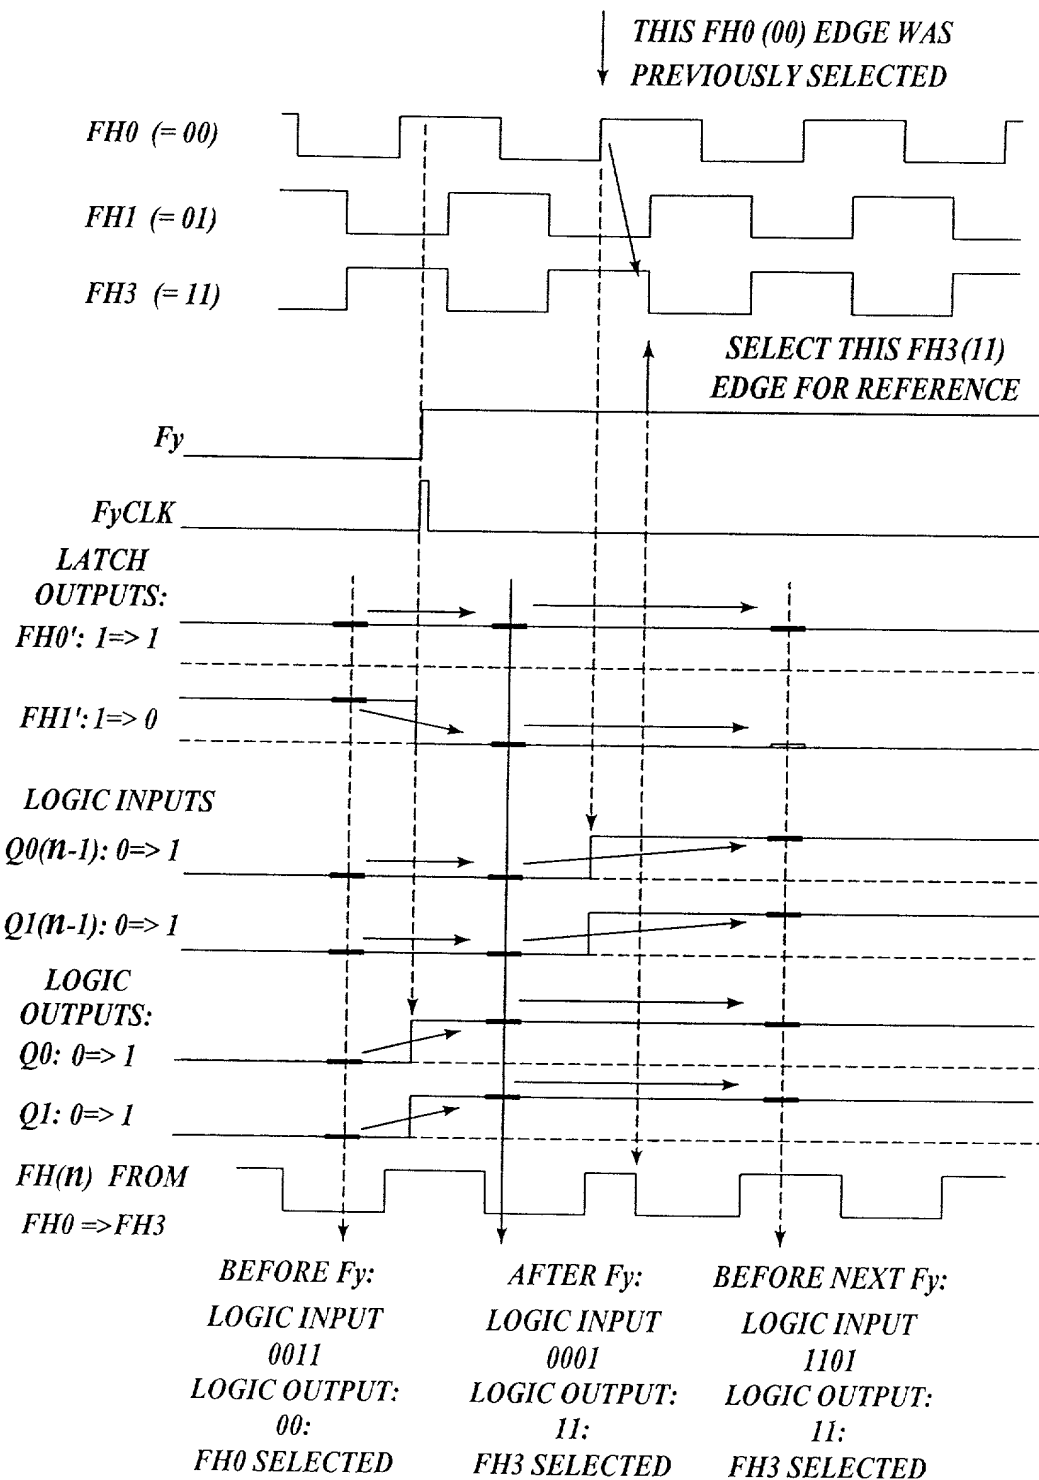 THIS FH0 (00) EDGE WAS
PREVIOUSLY SELECTED
FH0 (= 00)
FH1 (= 01)
FH3 (= 11)
SELECT THIS FH3(11)
EDGE FOR REFERENCE
Fy
FyCLK
LATCH
OUTPUTS:
FH0': 1=> 1
FH1': 1=> 0
LOGIC INPUTS
Q0(n-1): 0=> 1
Q1(n-1): 0=> 1
LOGIC
OUTPUTS:
Q0: 0=> 1
Q1: 0=> 1
FH(n) FROM
FH0 =>FH3
BEFORE Fy:
LOGIC INPUT
0011
LOGIC OUTPUT:
00:
FH0 SELECTED
AFTER Fy:
LOGIC INPUT
0001
LOGIC OUTPUT:
11:
FH3 SELECTED
BEFORE NEXT Fy:
LOGIC INPUT
1101
LOGIC OUTPUT:
11:
FH3 SELECTED